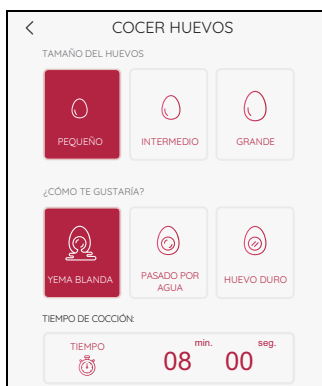 COCER HUEVOS
TAMAÑO DEL HUEVOS
PEQUEÑO
INTERMEDIO
GRANDE
¿CÓMO TE GUSTARÍA?
YEMA BLANDA
PASADO POR
AGUA
HUEVO DURO
TIEMPO DE COCCIÓN:
TIEMPO
08 min. 00 seg.